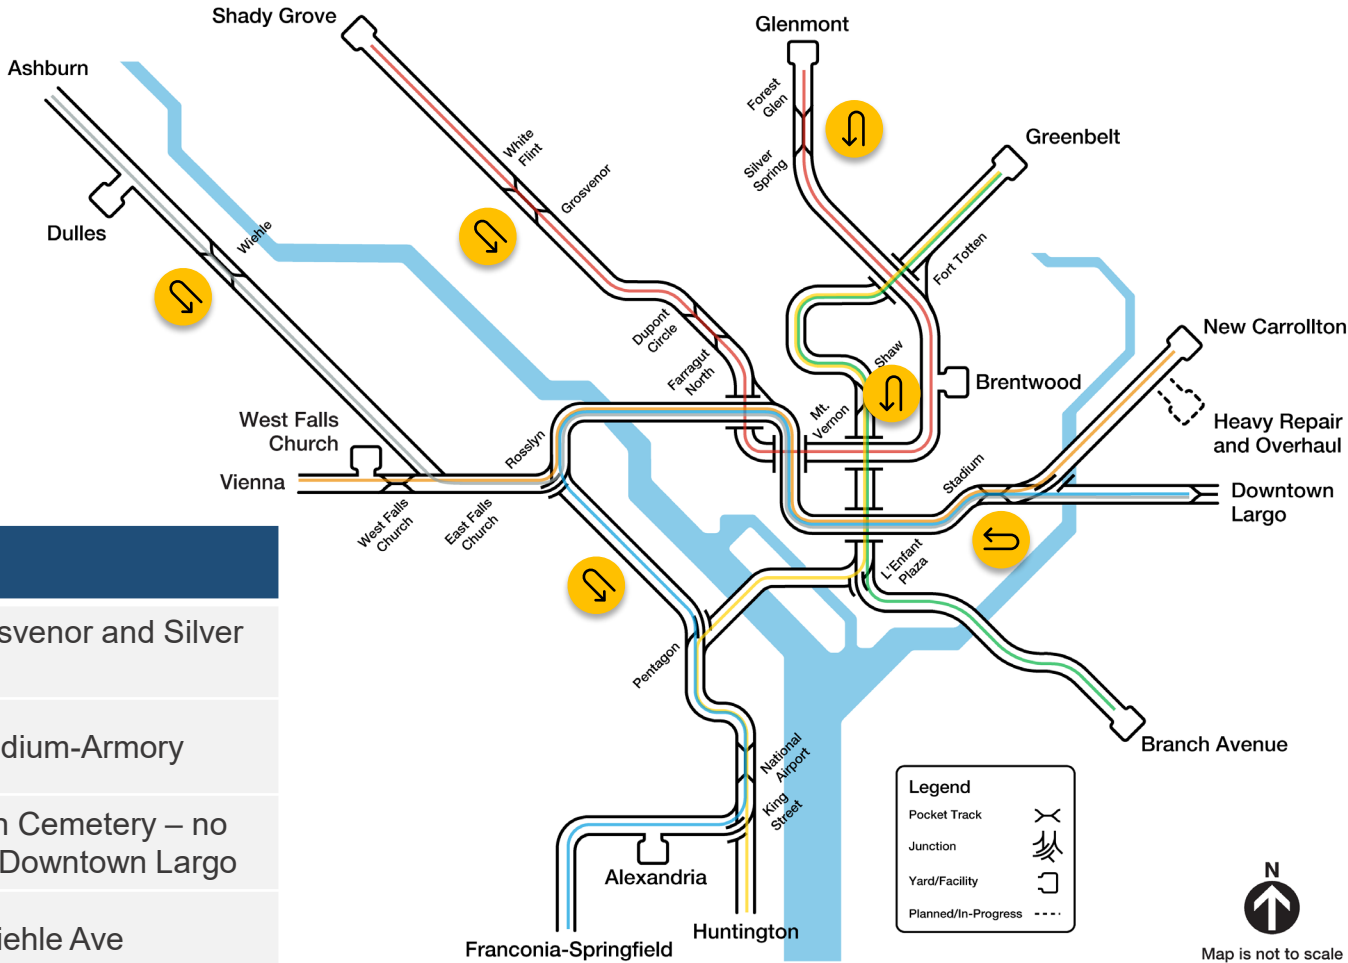 Shady Grove
Glenmont
Ashburn
Forest
Glen
Greenbelt
White
Flint
Silver
Spring
Grosvenor
Dulles
Wiehle
Fort Totten
Dupont
Circle
New Carrollton
Farragut
North
Shaw
Brentwood
Mt.
Vernon
Heavy Repair
and Overhaul
West Falls
Church
Rosslyn
Vienna
Stadium
Downtown
Largo
West Falls
Church
East Falls
Church
L'Enfant
Plaza
svenor and Silver
Pentagon
dium-Armory
Branch Avenue
National
Airport
King
Street
n Cemetery – no
Downtown Largo
Alexandria
iehle Ave
Huntington
Franconia-Springfield
Legend
Pocket Track
Junction
Yard/Facility
Planned/In-Progress
N
Map is not to scale